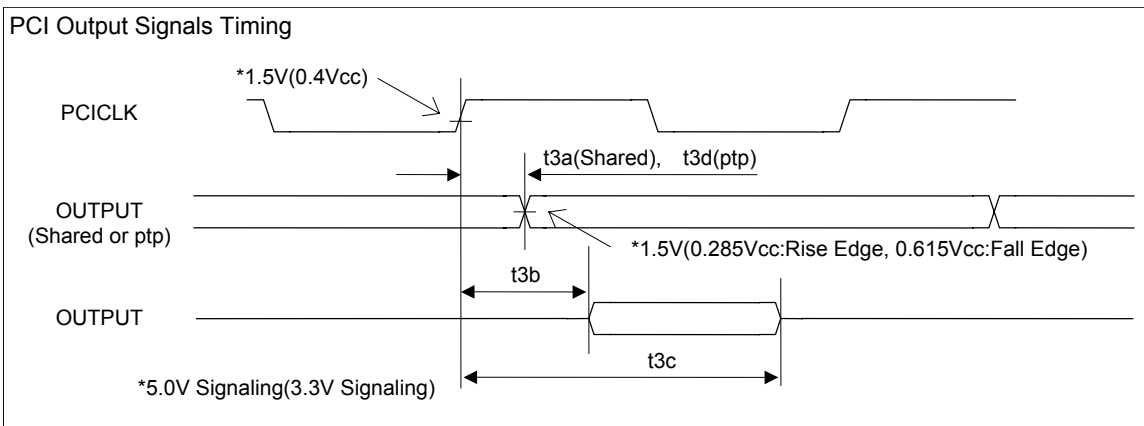 PCI Output Signals Timing
*1.5V(0.4Vcc)
PCICLK
t3a(Shared), t3d(ptp)
OUTPUT
(Shared or ptp)
*1.5V(0.285Vcc:Rise Edge, 0.615Vcc:Fall Edge)
t3b
OUTPUT
t3c
*5.0V Signaling(3.3V Signaling)